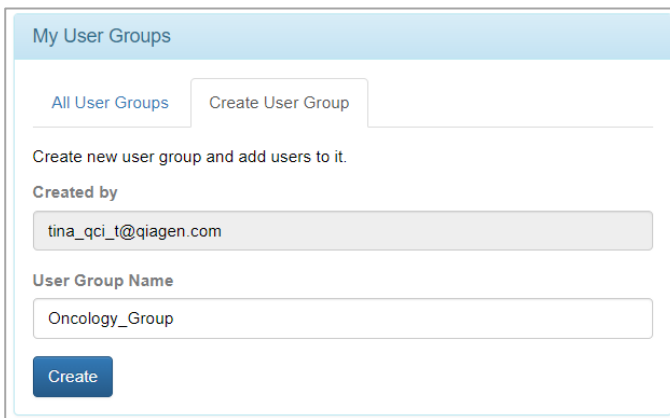 My User Groups
All User Groups
Create User Group
Create new user group and add users to it.
Created by
tina_qci_t@qiagen.com
User Group Name
Oncology_Group
Create